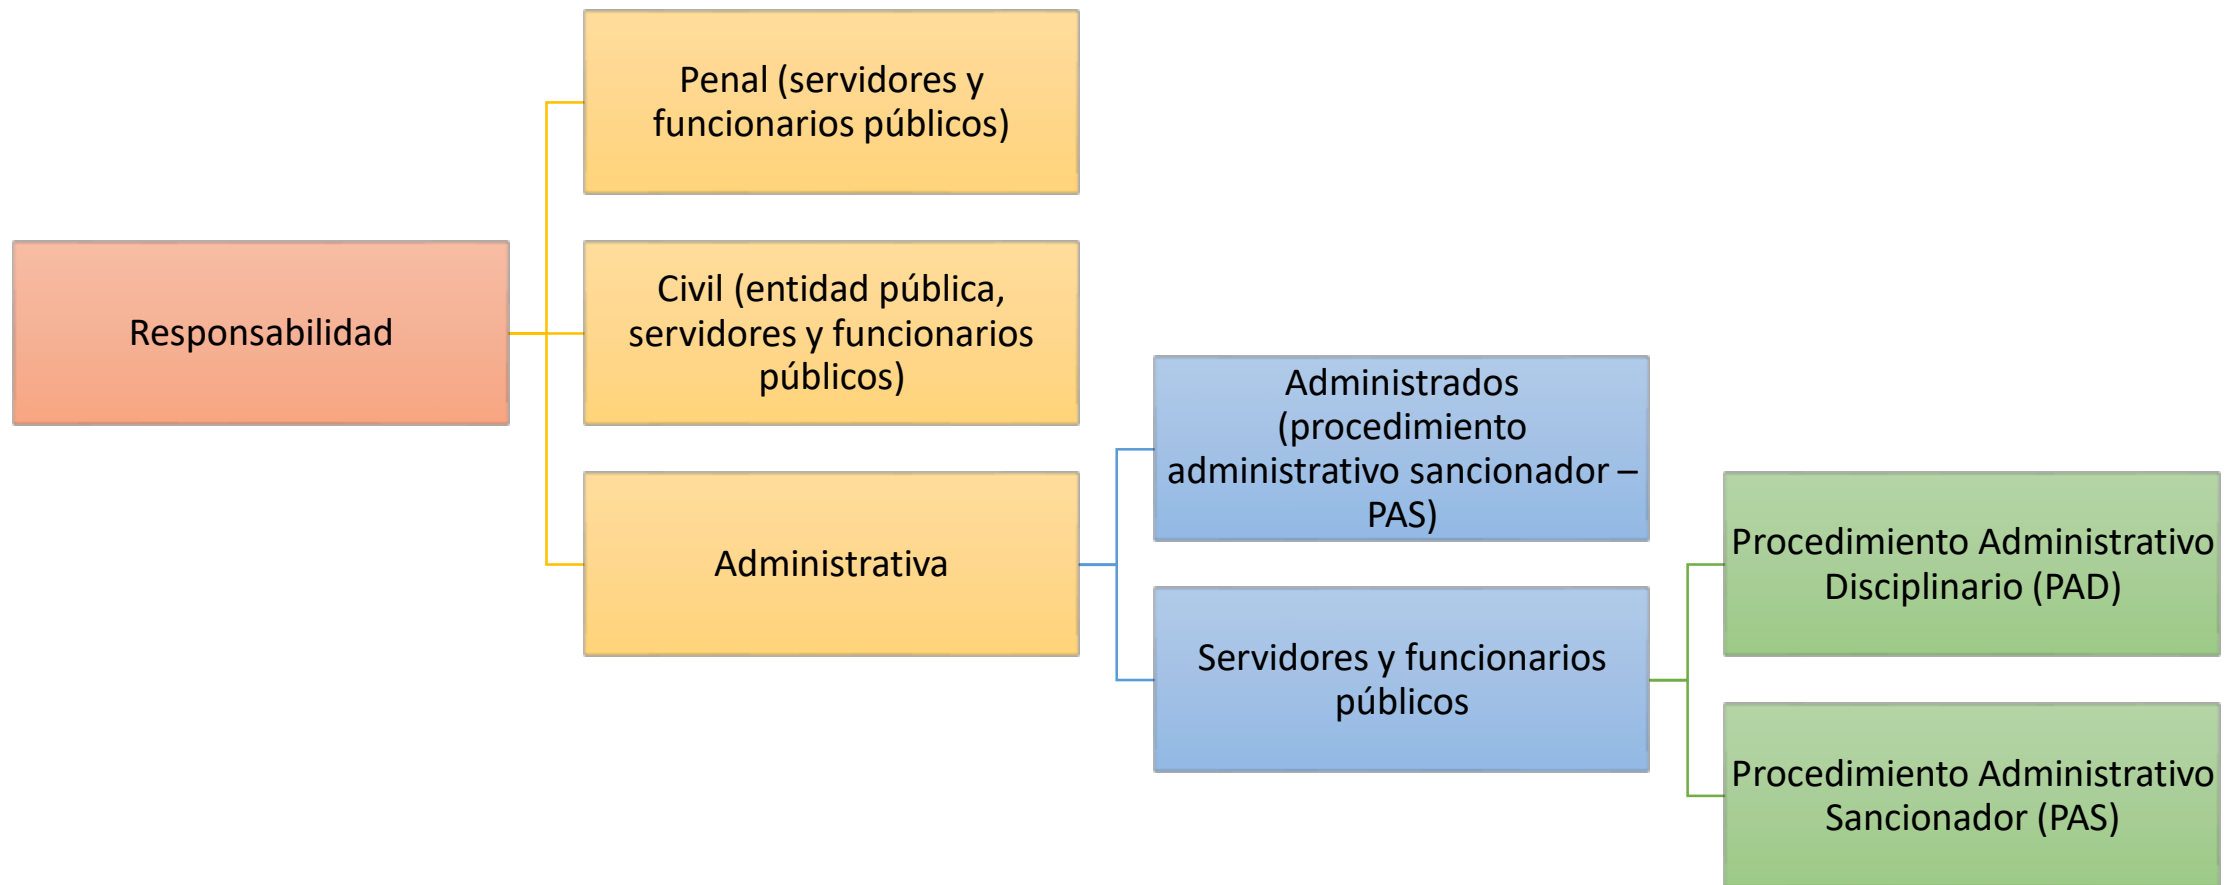 Penal (servidores y
funcionarios públicos)
Responsabilidad
Civil (entidad pública,
servidores y funcionarios
públicos)
Administrativa
Administrados
(procedimiento
administrativo sancionador –
PAS)
Servidores y funcionarios
públicos
Procedimiento Administrativo
Disciplinario (PAD)
Procedimiento Administrativo
Sancionador (PAS)